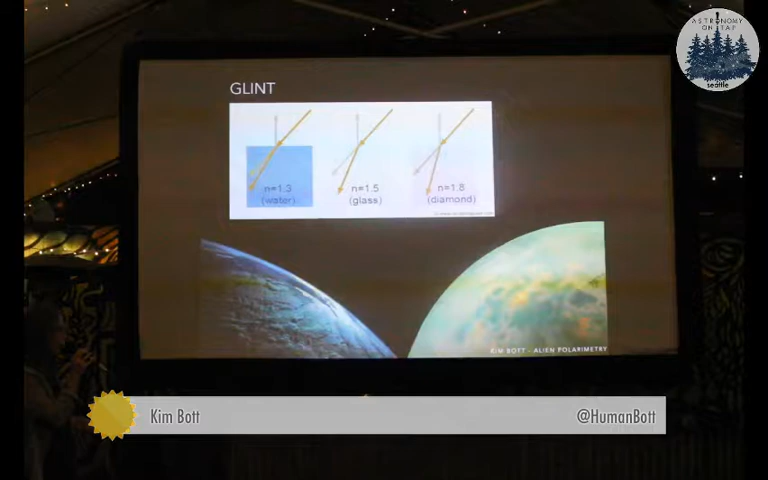 ASTRONOMY
ON TAP
seattle
GLINT
n=1.3
(water)
n=1.5
(glass)
n=1.8
(diamond)
KIM BOTT - ALIEN POLARIMETRY
Kim Bott
@HumanBott